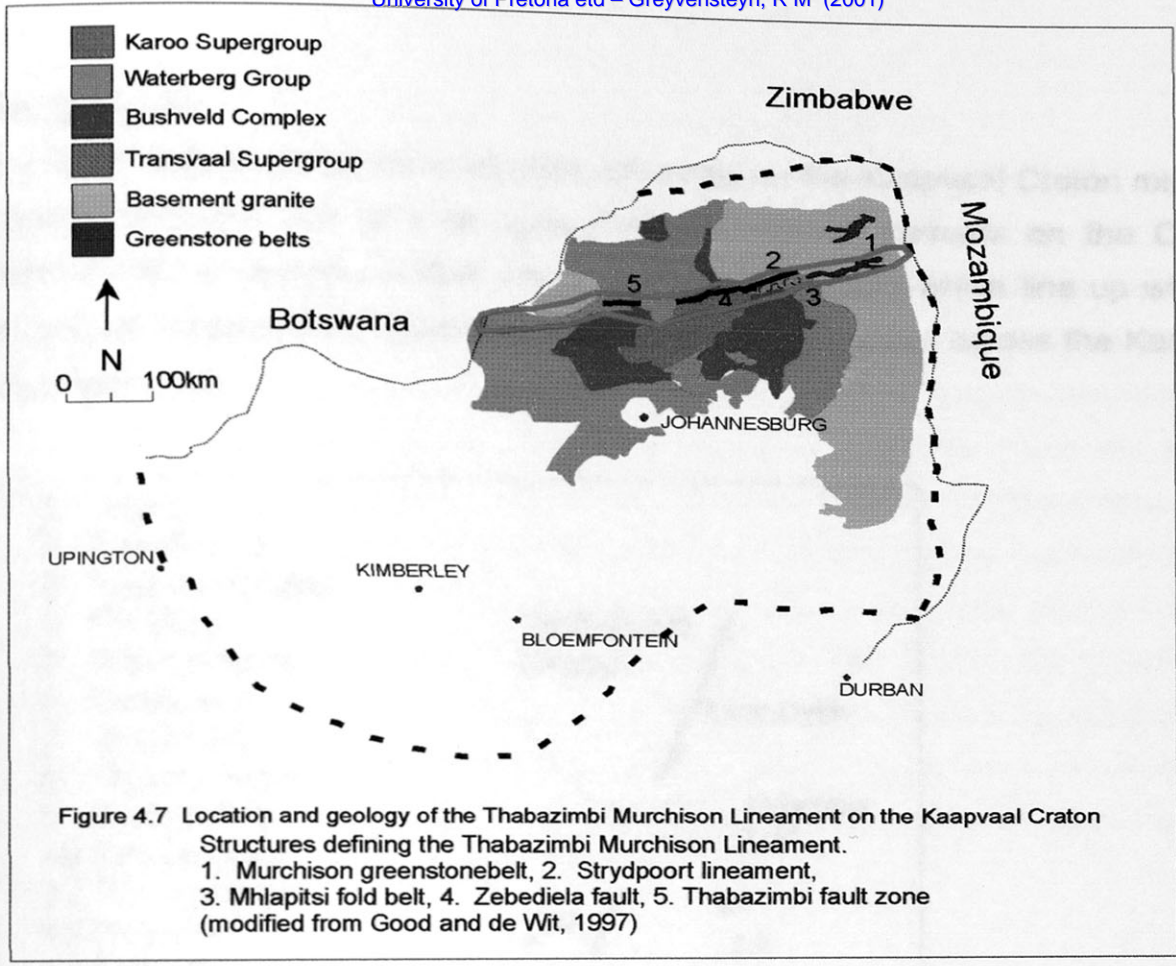 University of Pretoria etd – Greyvensteyn, R M (2001)
Karoo Supergroup
Waterberg Group
Bushveld Complex
Transvaal Supergroup
Basement granite
Greenstone belts
N
0 100km
Zimbabwe
Mozambique
Botswana
1
2
3
4
5
JOHANNESBURG
UPINGTON
KIMBERLEY
BLOEMFONTEIN
DURBAN
Figure 4.7 Location and geology of the Thabazimbi Murchison Lineament on the Kaapvaal Craton
Structures defining the Thabazimbi Murchison Lineament.
1. Murchison greenstonebelt, 2. Strydpoort lineament,
3. Mhlapitsi fold belt, 4. Zebediela fault, 5. Thabazimbi fault zone
(modified from Good and de Wit, 1997)